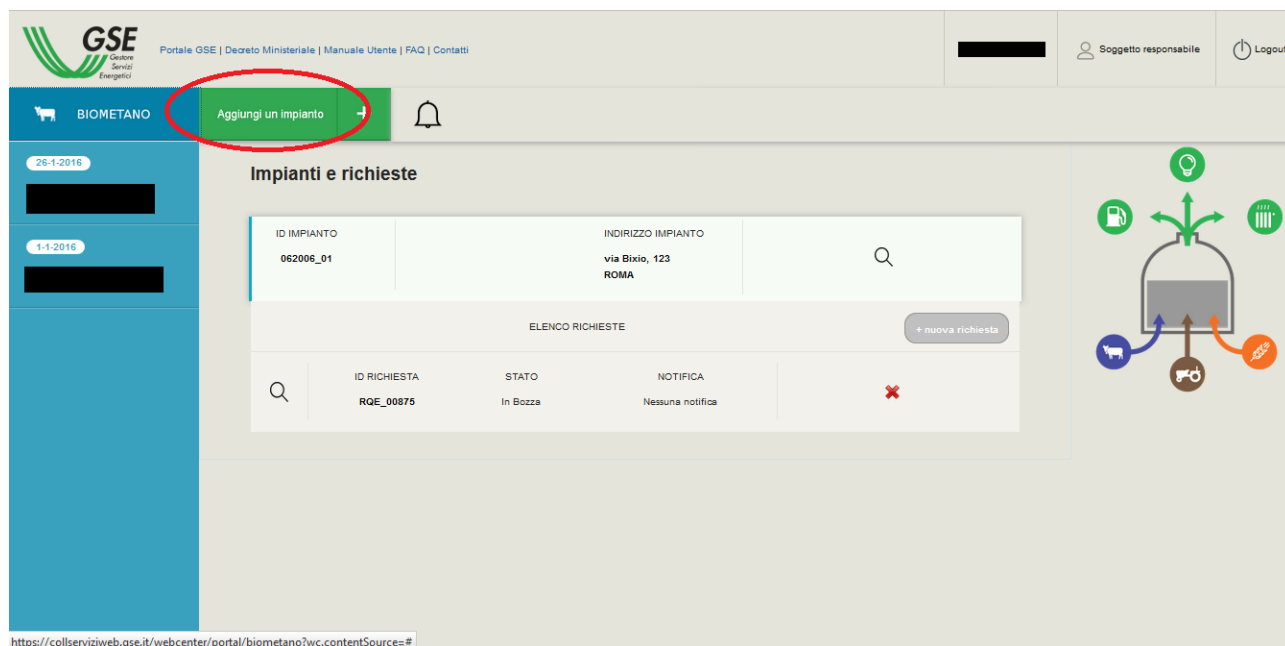 GSE
Gestore
Servizi
Energetici
Portale GSE | Decreto Ministeriale | Manuale Utente | FAQ | Contatti
Soggetto responsabile
Logout
BIOMETANO
Aggiungi un impianto +
26-1-2016
1-1-2016
Impianti e richieste
ID IMPIANTO
062006_01
INDIRIZZO IMPIANTO
via Bixio, 123
ROMA
ELENCO RICHIESTE
+ nuova richiesta
ID RICHIESTA STATO NOTIFICA
RQE_00875 In Bozza Nessuna notifica
https://collserviziweb.gse.it/webcenter/portal/biometano?wc.contentSource=#